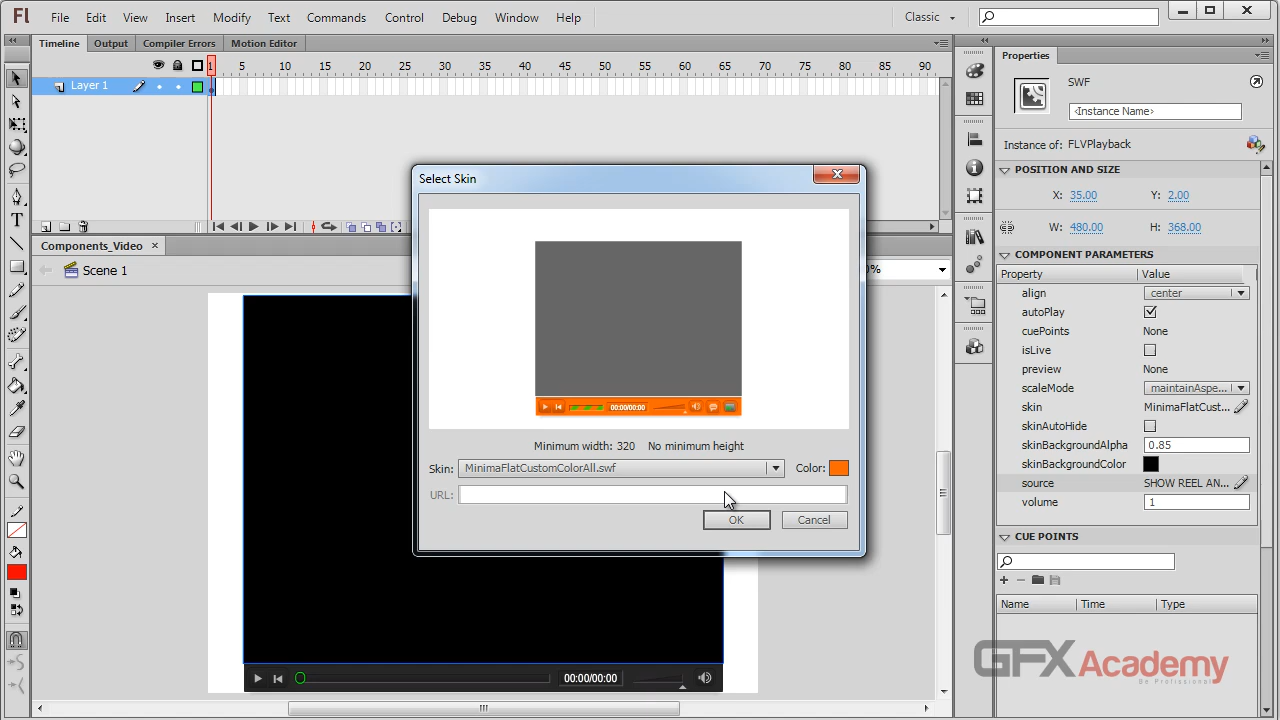 Fl File Edit View Insert Modify Text Commands Control Debug Window Help Classic
Timeline Output Compiler Errors Motion Editor
1 5 10 15 20 25 30 35 40 45 50 55 60 65 70 75 80 85 90
Layer 1
Components_Video
Scene 1
0%
00:00/00:00
Select Skin
00:00/00:00
Minimum width: 320 No minimum height
Skin: MinimaFlatCustomColorAll.swf Color:
URL:
OK Cancel
Properties
SWF
<Instance Name>
Instance of: FLVPlayback
POSITION AND SIZE
X: 35.00 Y: 2.00
W: 480.00 H: 368.00
COMPONENT PARAMETERS
Property Value
align center
autoPlay
cuePoints None
isLive
preview None
scaleMode maintainAspe...
skin MinimaFlatCust...
skinAutoHide
skinBackgroundAlpha 0.85
skinBackgroundColor
source SHOW REEL AN...
volume 1
CUE POINTS
Name Time Type
GFX Academy
Be Professional